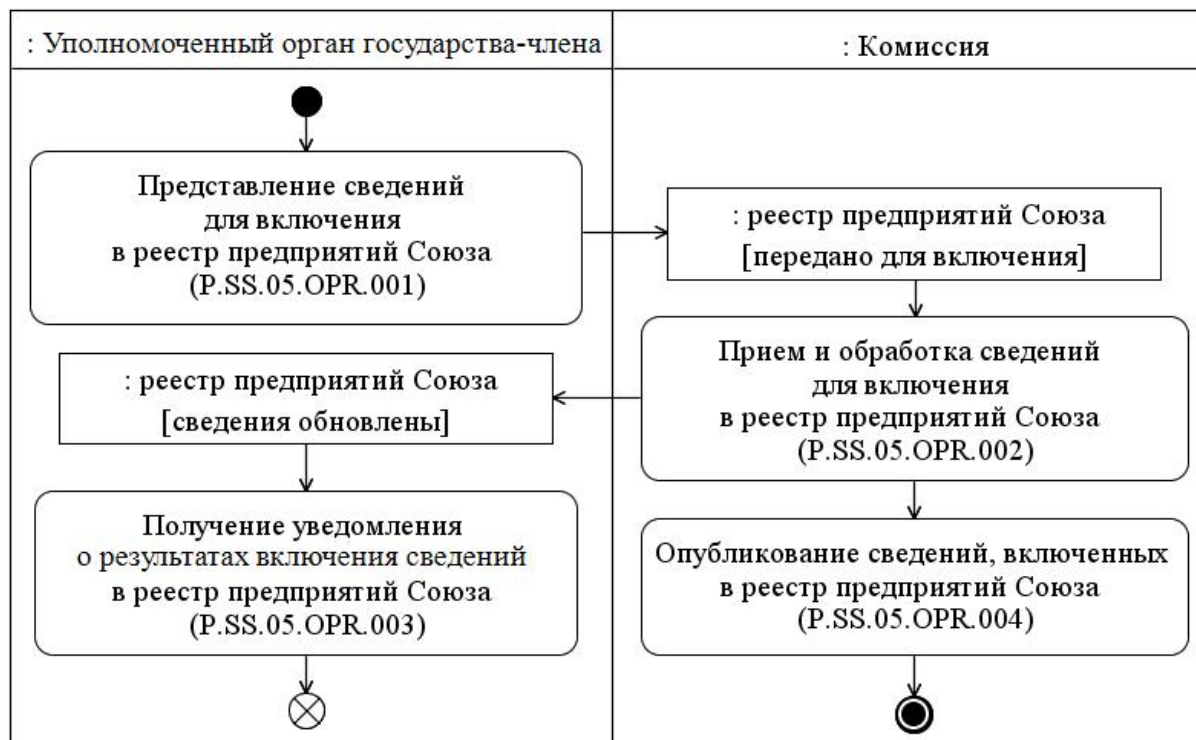 : Уполномоченный орган государства-члена
: Комиссия
Представление сведений
для включения
в реестр предприятий Союза
(P.SS.05.OPR.001)
: реестр предприятий Союза
[передано для включения]
Прием и обработка сведений
для включения
в реестр предприятий Союза
(P.SS.05.OPR.002)
: реестр предприятий Союза
[сведения обновлены]
Получение уведомления
о результатах включения сведений
в реестр предприятий Союза
(P.SS.05.OPR.003)
Опубликование сведений, включенных
в реестр предприятий Союза
(P.SS.05.OPR.004)